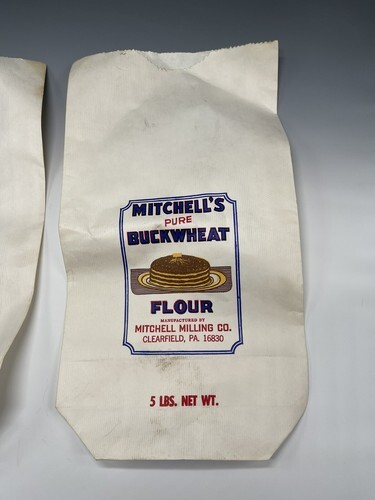 MITCHELL'S
PURE
BUCKWHEAT
FLOUR
MANUFACTURED BY
MITCHELL MILLING CO.
CLEARFIELD, PA. 16830
5 LBS. NET WT.